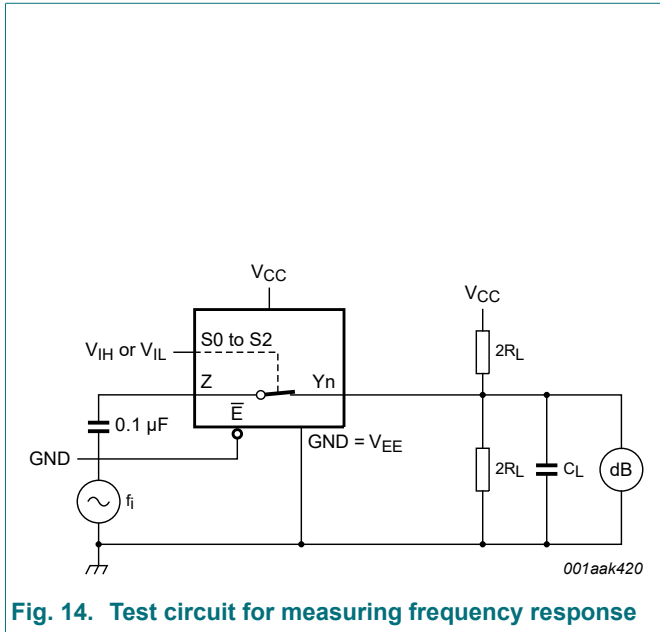 VCC
VCC
S0 to S2
2RL
VIH or VIL
Z
Yn
E̅
0.1 µF
GND = VEE
GND
2RL
CL
dB
fi
001aak420
Fig. 14. Test circuit for measuring frequency response